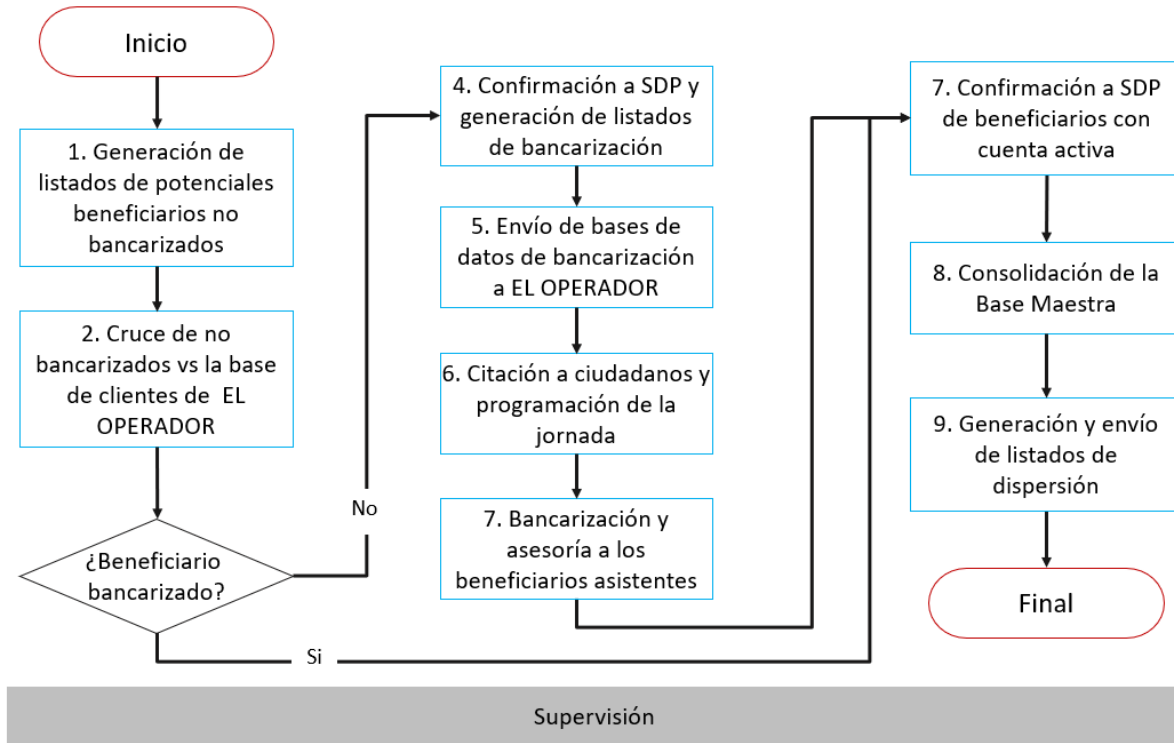 Inicio
1. Generación de
listados de potenciales
beneficiarios no
bancarizados
2. Cruce de no
bancarizados vs la base
de clientes de EL
OPERADOR
¿Beneficiario
bancarizado?
No
Si
4. Confirmación a SDP y
generación de listados
de bancarización
5. Envío de bases de
datos de bancarización
a EL OPERADOR
6. Citación a ciudadanos y
programación de la
jornada
7. Bancarización y
asesoría a los
beneficiarios asistentes
7. Confirmación a SDP
de beneficiarios con
cuenta activa
8. Consolidación de la
Base Maestra
9. Generación y envío
de listados de
dispersión
Final
Supervisión